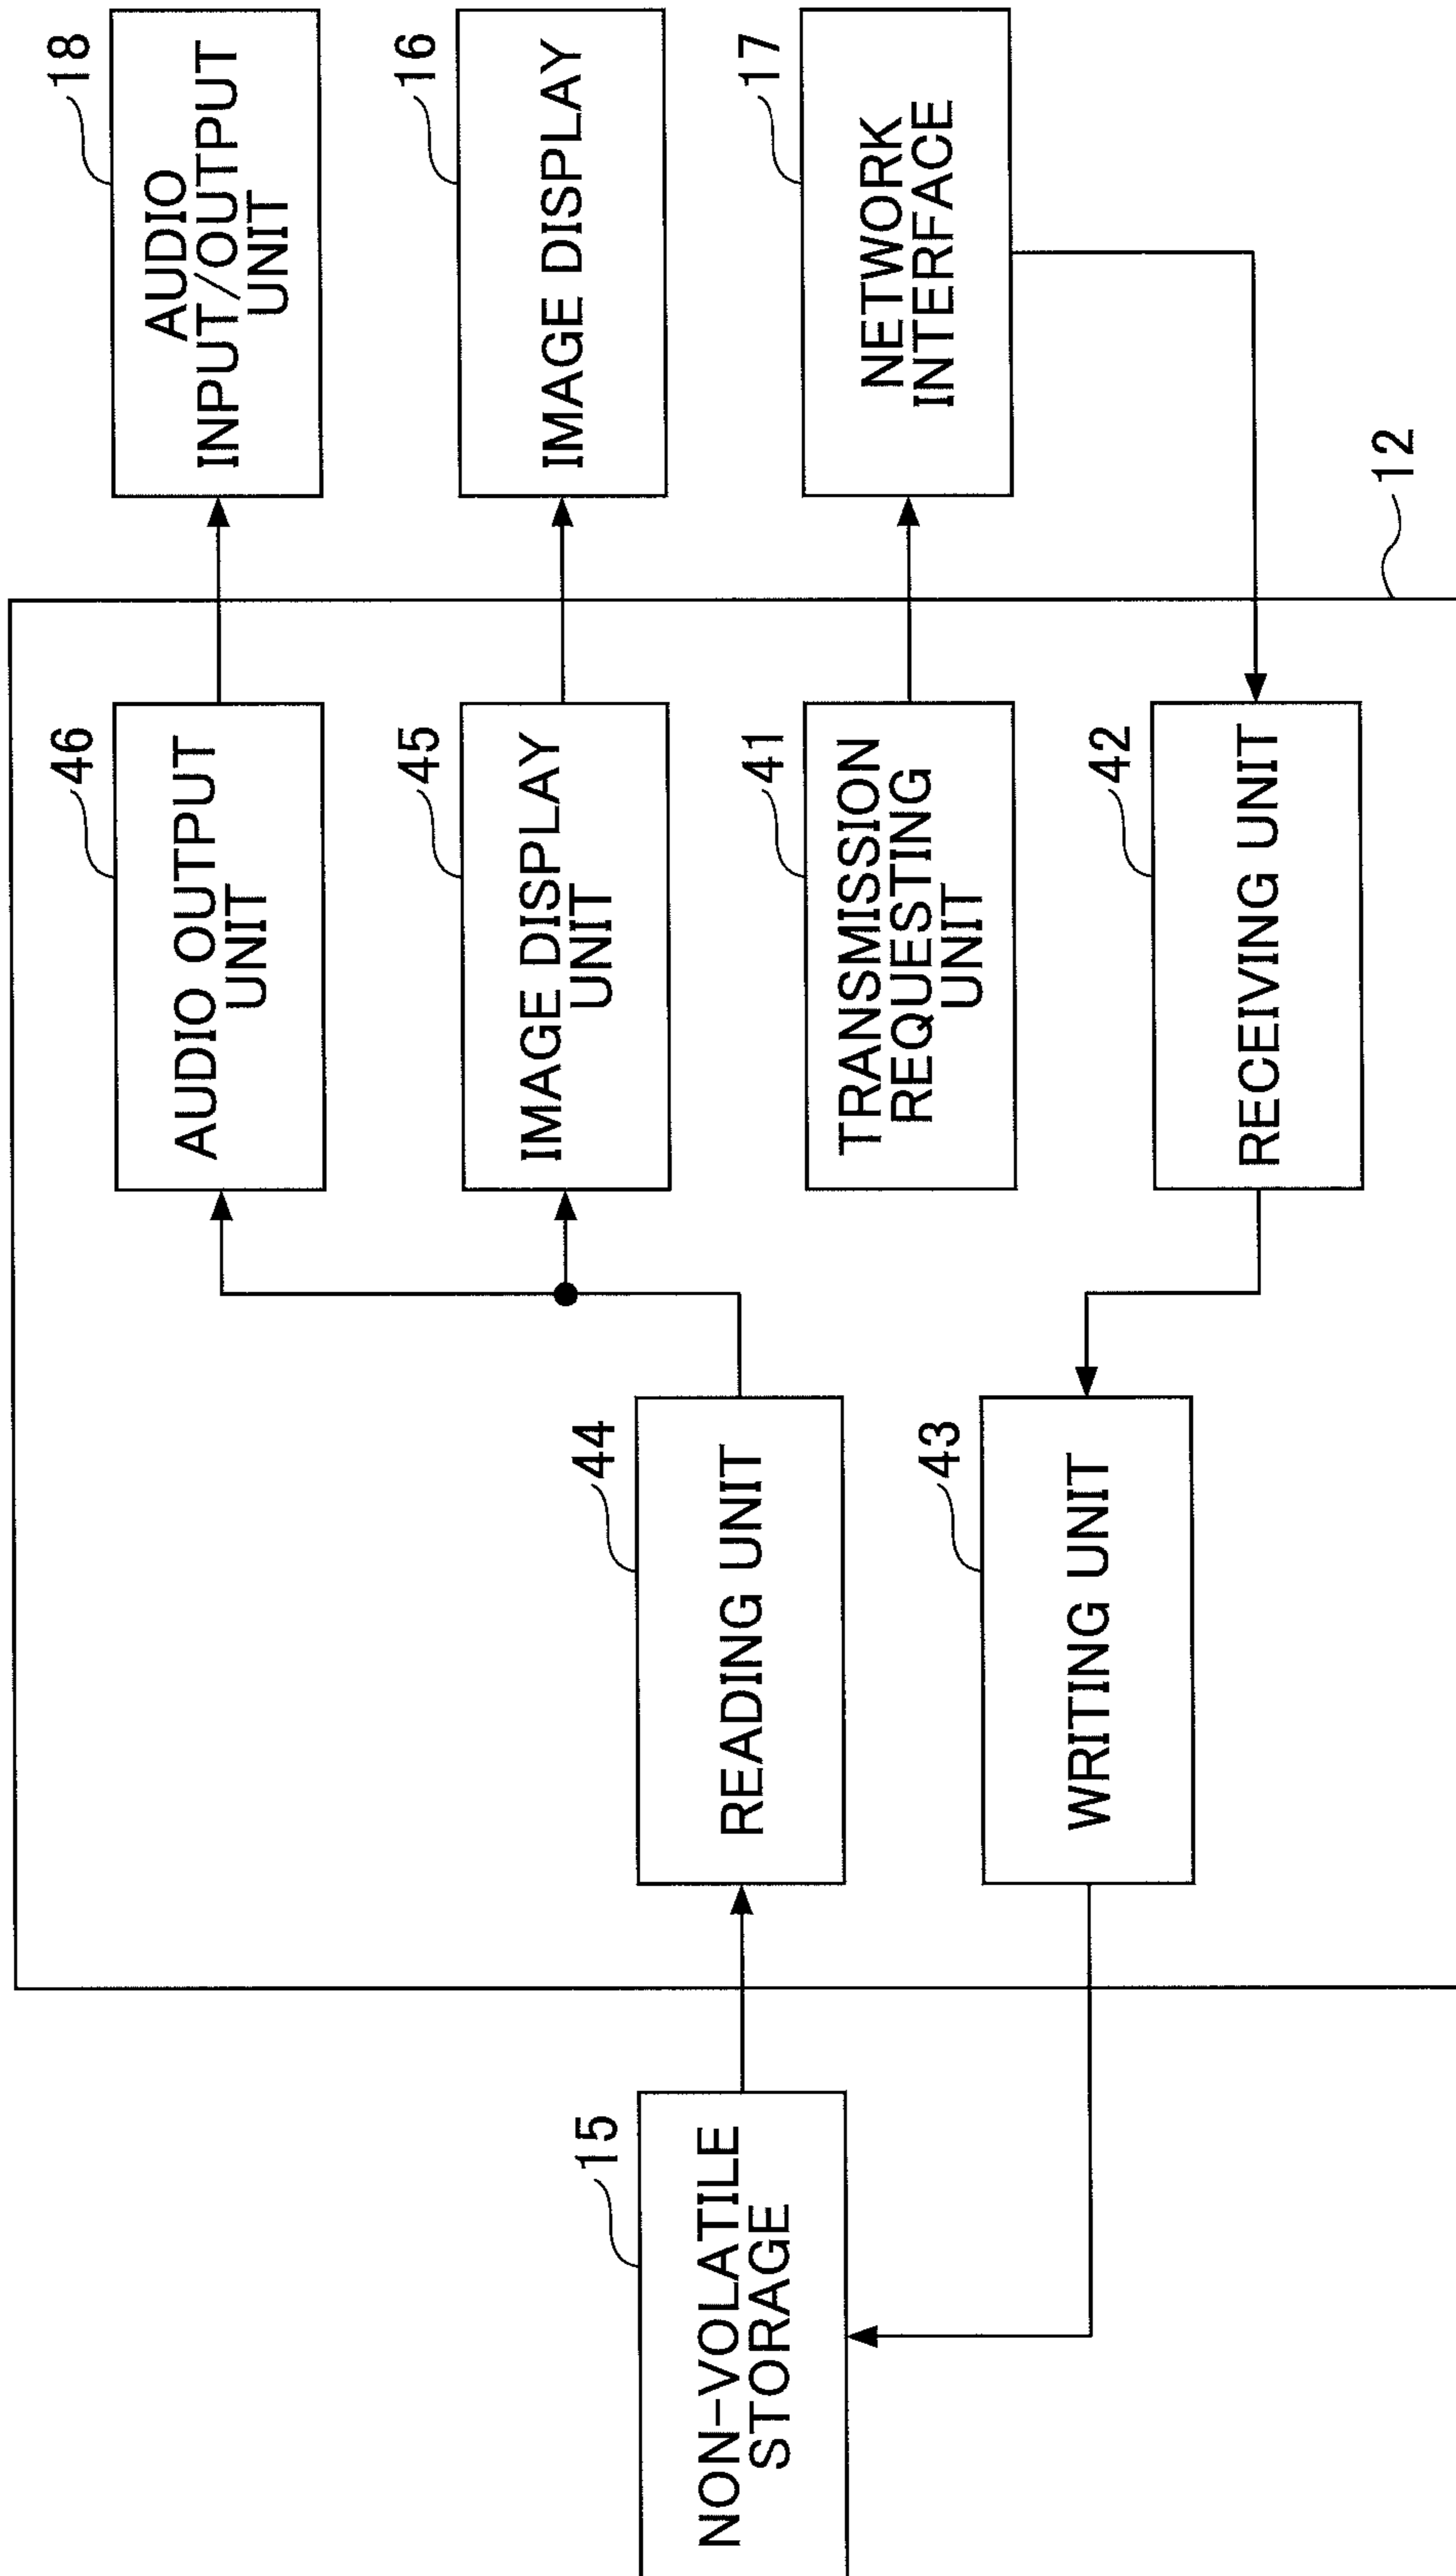 18
AUDIO
INPUT/OUTPUT
UNIT
16
IMAGE DISPLAY
17
NETWORK
INTERFACE
12
46
AUDIO OUTPUT
UNIT
45
IMAGE DISPLAY
UNIT
41
TRANSMISSION
REQUESTING
UNIT
42
RECEIVING UNIT
44
READING UNIT
43
WRITING UNIT
15
NON-VOLATILE
STORAGE